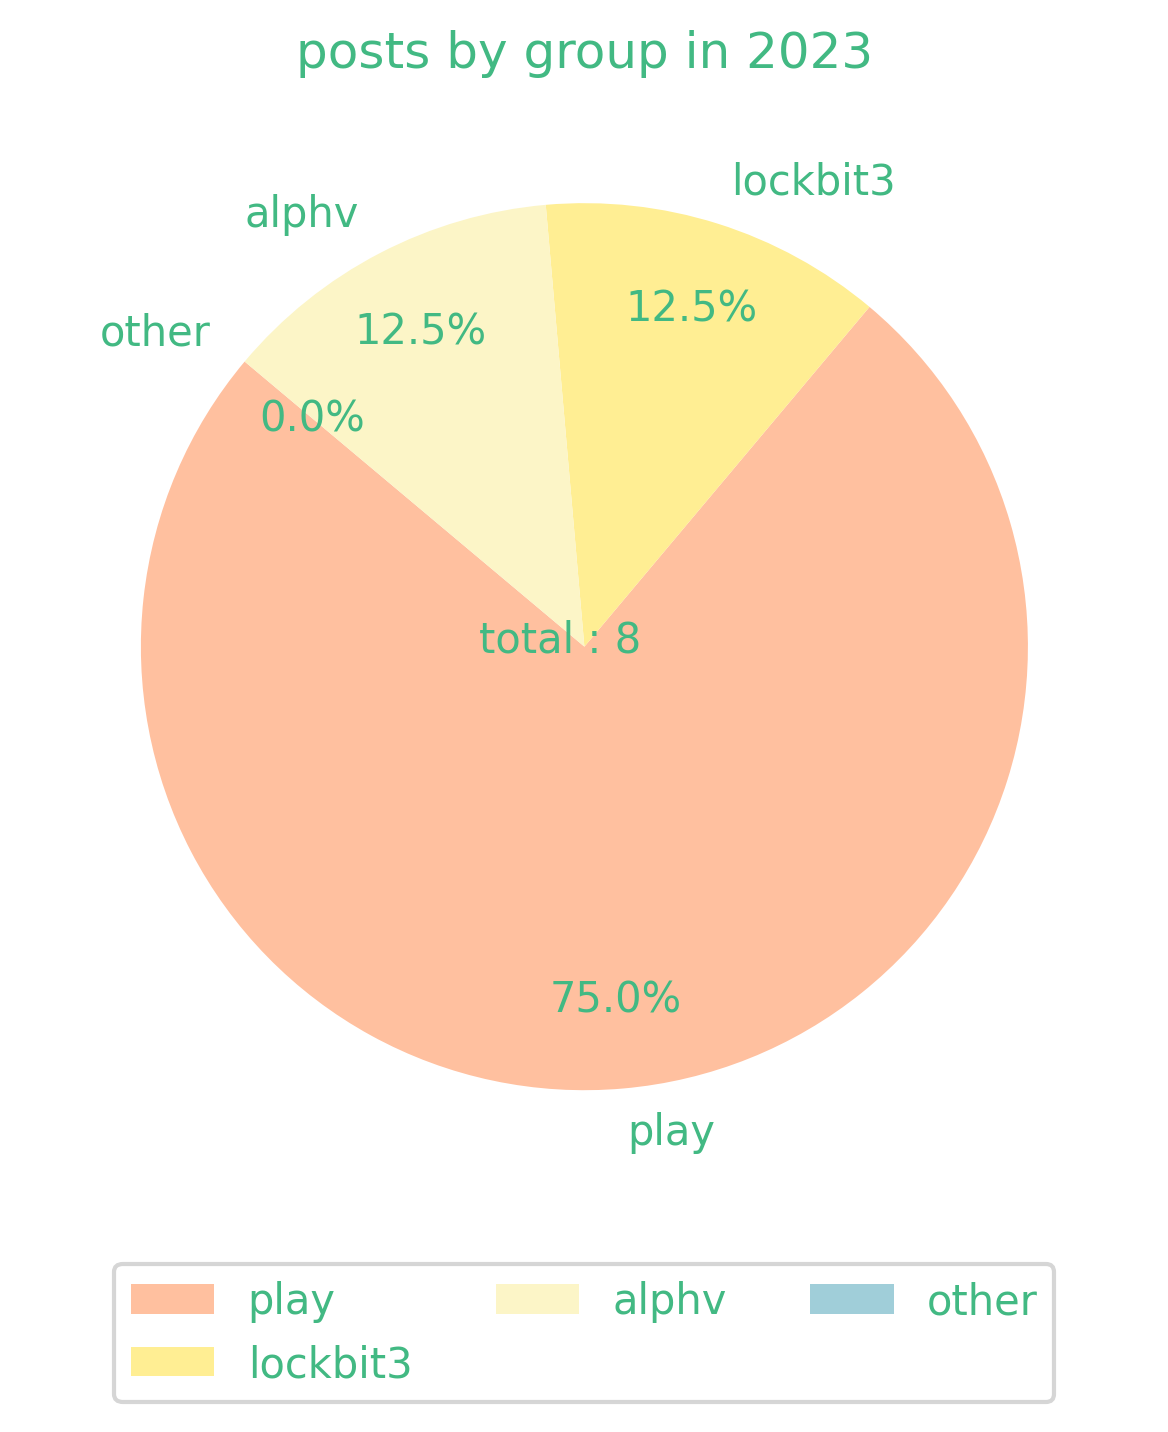 posts by group in 2023
lockbit3
alphv
12.5%
12.5%
other
0.0%
total : 8
75.0%
play
play
alphv
other
lockbit3